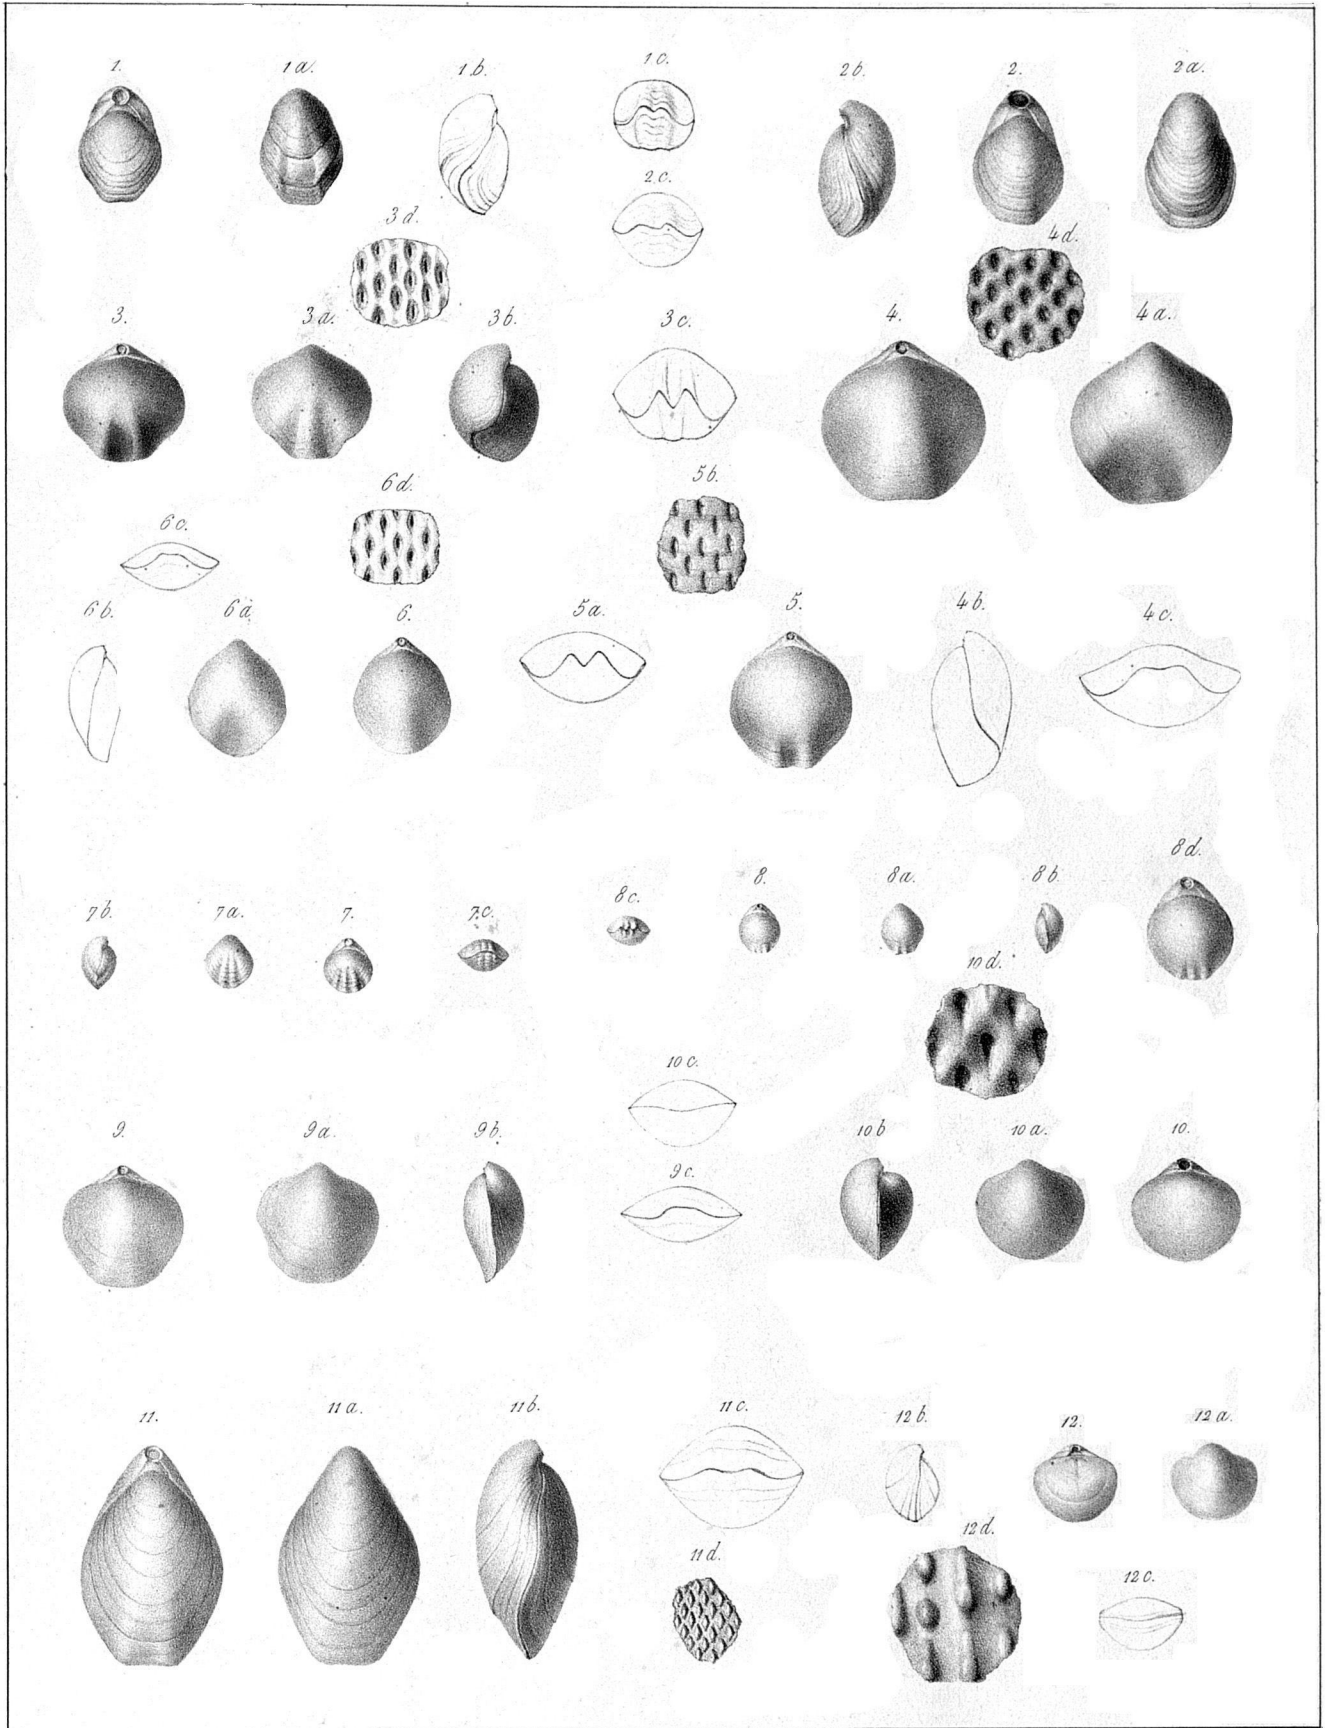 1. 1 a. 1 b. 1 c. 2 b. 2. 2 a.
2 c.
3 d. 4 d.
3. 3 a. 3 b. 3 c. 4. 4 a.
6 d. 5 b.
6 c.
6 b. 6 a. 6. 5 a. 5. 4 b. 4 c.
8 d.
7 b. 7 a. 7. 7. c. 8 c. 8. 8 a. 8 b.
10 d.
10 c.
9. 9 a. 9 b. 10 b 10 a. 10.
9 c.
11. 11 a. 11 b. 11 c. 12 b. 12. 12 a.
12 d.
11 d.
12 c.